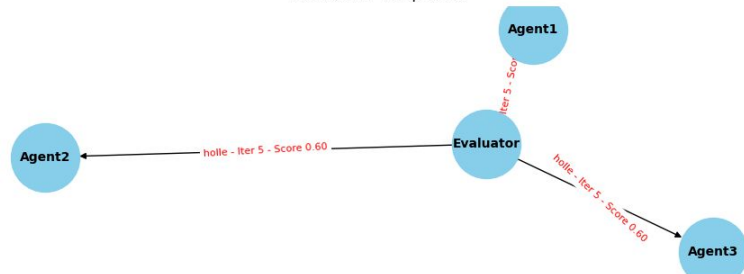 Agent1
Iter 5 - Sco
holle - Iter 5 - Score 0.60
Evaluator
Agent2
holle - Iter 5 - Score 0.60
Agent3